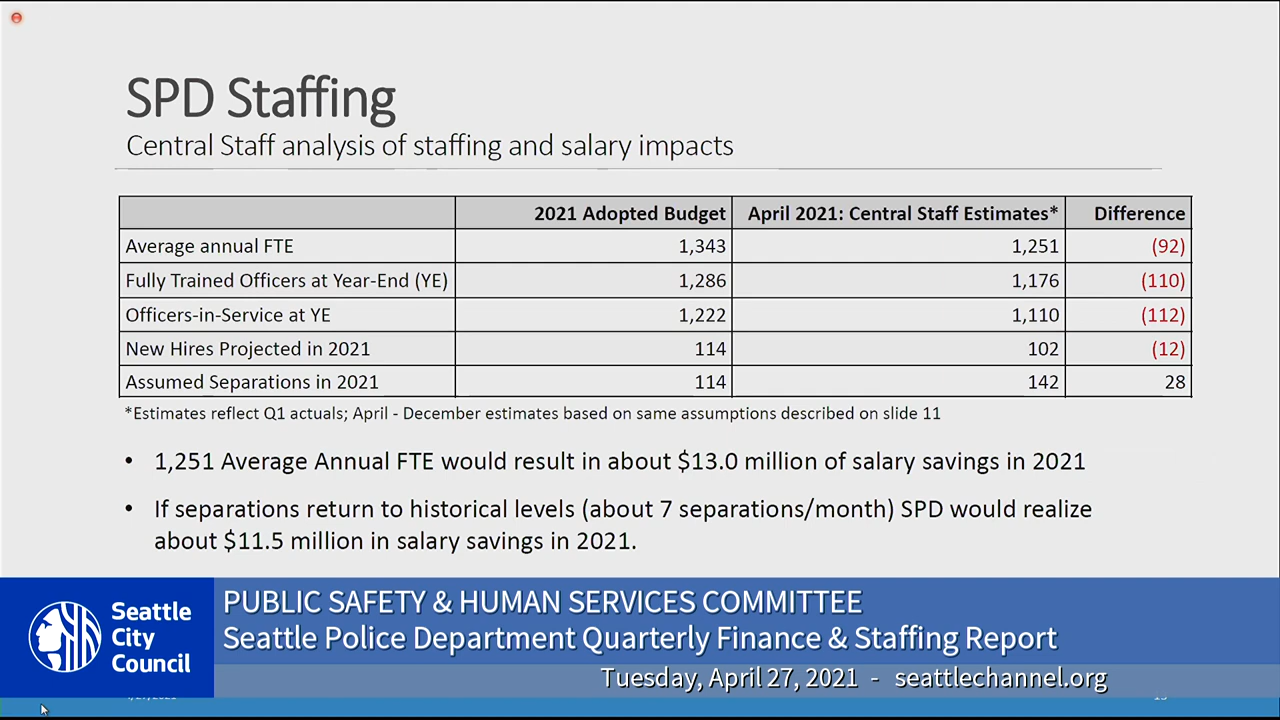 SPD Staffing
Central Staff analysis of staffing and salary impacts
2021 Adopted Budget April 2021: Central Staff Estimates* Difference
Average annual FTE 1,343 1,251 (92)
Fully Trained Officers at Year-End (YE) 1,286 1,176 (110)
Officers-in-Service at YE 1,222 1,110 (112)
New Hires Projected in 2021 114 102 (12)
Assumed Separations in 2021 114 142 28
*Estimates reflect Q1 actuals; April - December estimates based on same assumptions described on slide 11
• 1,251 Average Annual FTE would result in about $13.0 million of salary savings in 2021
• If separations return to historical levels (about 7 separations/month) SPD would realize
about $11.5 million in salary savings in 2021.
Seattle
City
Council
PUBLIC SAFETY & HUMAN SERVICES COMMITTEE
Seattle Police Department Quarterly Finance & Staffing Report
Tuesday, April 27, 2021 - seattlechannel.org